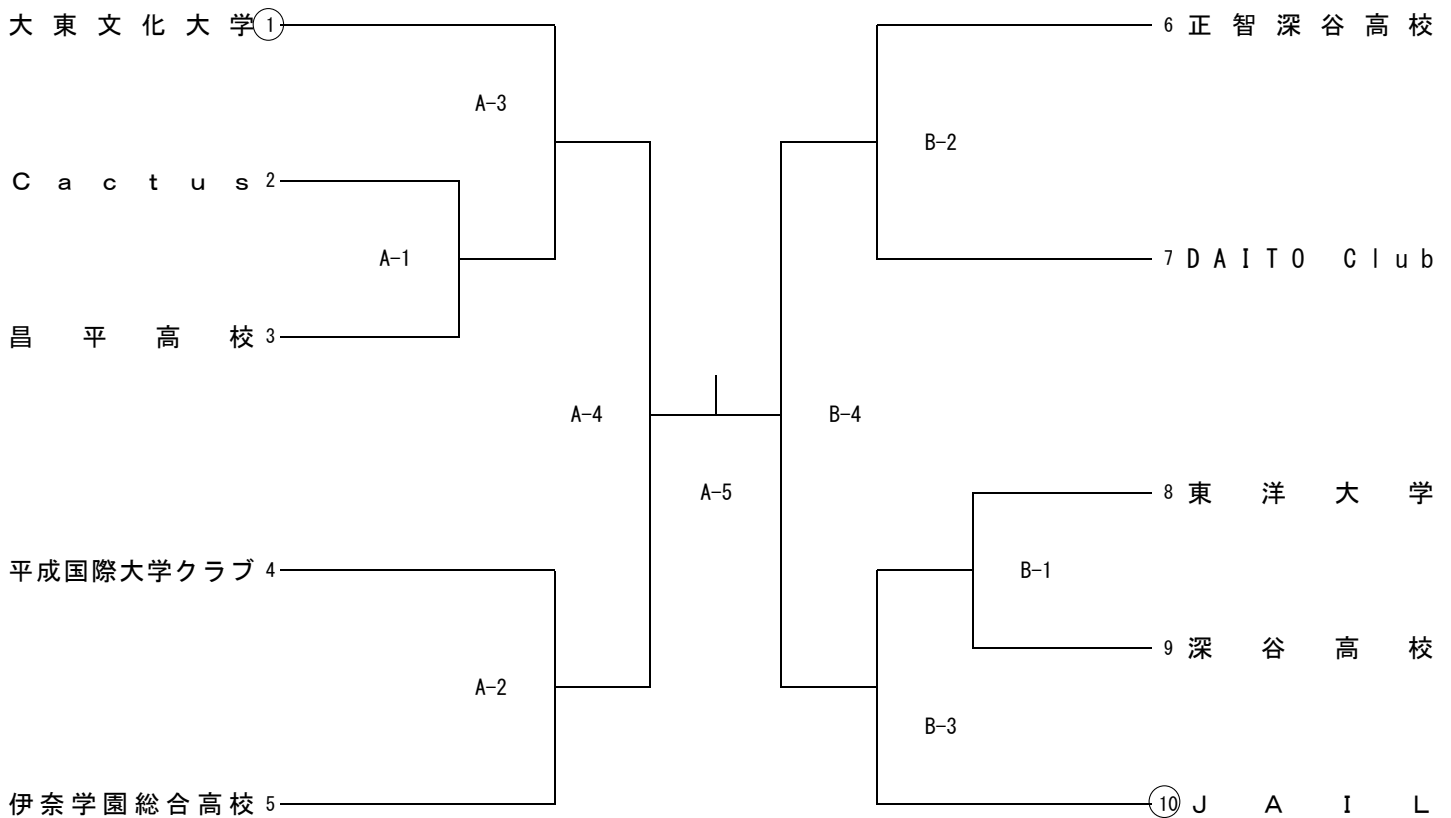 大東文化大学 ①
6 正智深谷高校
A-3
B-2
Cactus 2
A-1
7 DAITO Club
昌平高校 3
A-4
B-4
A-5
8 東洋大学
平成国際大学クラブ 4
B-1
9 深谷高校
A-2
B-3
伊奈学園総合高校 5
⑩ JAIL